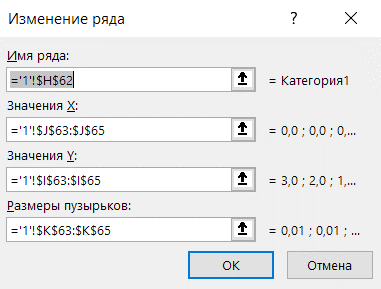 Изменение ряда ? ×
Имя ряда:
='1'!$H$62 = Категория1
Значения X:
='1'!$J$63:$J$65 = 0,0 ; 0,0 ; 0,...
Значения Y:
='1'!$I$63:$I$65 = 3,0 ; 2,0 ; 1,...
Размеры пузырьков:
='1'!$K$63:$K$65 = 0,01 ; 0,01 ; ...
ОК Отмена